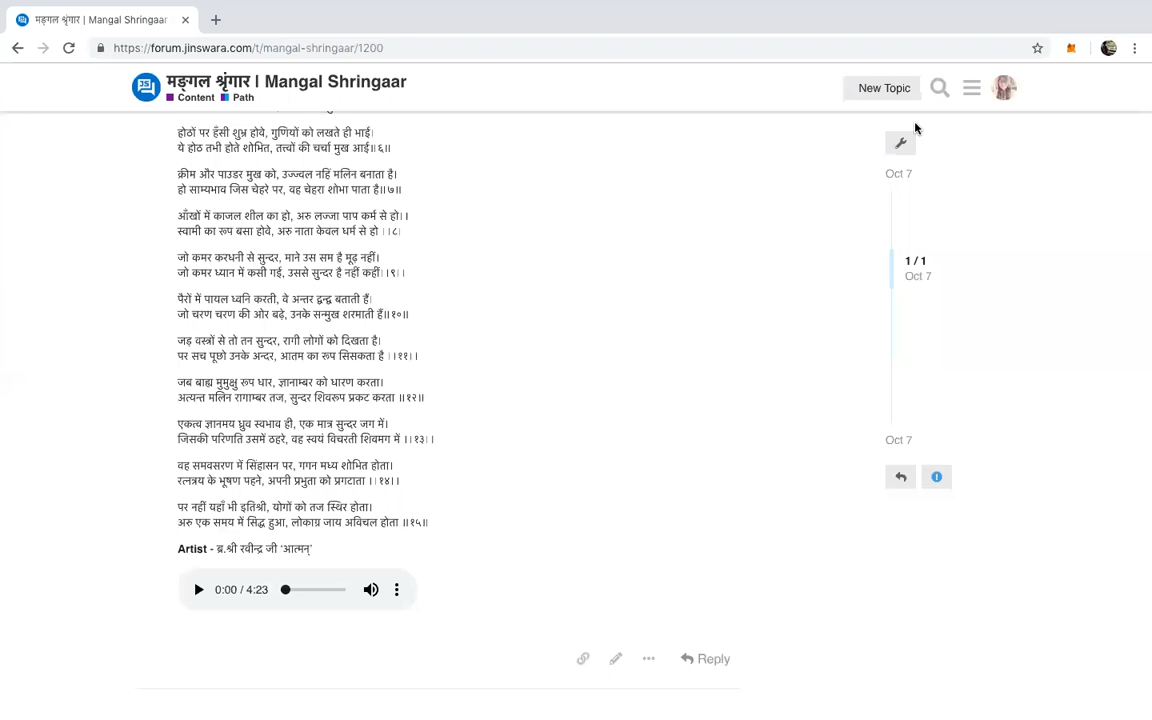 मङ्गल श्रृंगार | Mangal Shringaar
https://forum.jinswara.com/t/mangal-shringaar/1200
मङ्गल श्रृंगार | Mangal Shringaar
Content Path
New Topic
होठों पर हँसी शुभ्र होवे, गुणियों को लखते ही भाई।
ये होठ तभी होते शोभित, तत्त्वों की चर्चा मुख आई॥६॥
क्रीम और पाउडर मुख को, उज्ज्वल नहिं मलिन बनाता है।
हो साम्यभाव जिस चेहरे पर, वह चेहरा शोभा पाता है॥७॥
आँखों में काजल शील का हो, अरु लज्जा पाप कर्म से हो।।
स्वामी का रूप बसा होवे, अरु नाता केवल धर्म से हो ।।८।
जो कमर करधनी से सुन्दर, माने उस सम है मूढ़ नहीं।
जो कमर ध्यान में कसी गई, उससे सुन्दर है नहीं कहीं।।९।।
पैरों में पायल ध्वनि करती, वे अन्तर द्वन्द्व बताती हैं।
जो चरण चरण की ओर बढ़े, उनके सन्मुख शरमाती हैं॥१०॥
जड़ वस्त्रों से तो तन सुन्दर, रागी लोगों को दिखता है।
पर सच पूछो उनके अन्दर, आतम का रूप सिसकता है ।।११।।
जब बाह्य मुमुक्षु रूप धार, ज्ञानाम्बर को धारण करता।
अत्यन्त मलिन रागाम्बर तज, सुन्दर शिवरूप प्रकट करता ॥१२॥
एकत्व ज्ञानमय ध्रुव स्वभाव ही, एक मात्र सुन्दर जग में।
जिसकी परिणति उसमें ठहरे, वह स्वयं विचरती शिवमग में ।।१३।।
वह समवसरण में सिंहासन पर, गगन मध्य शोभित होता।
रत्नत्रय के भूषण पहने, अपनी प्रभुता को प्रगटाता ।।१४।।
पर नहीं यहाँ भी इतिश्री, योगों को तज स्थिर होता।
अरु एक समय में सिद्ध हुआ, लोकाग्र जाय अविचल होता ॥१५॥
Artist - ब्र.श्री रवीन्द्र जी 'आत्मन्'
0:00 / 4:23
Reply
Oct 7
1 / 1
Oct 7
Oct 7